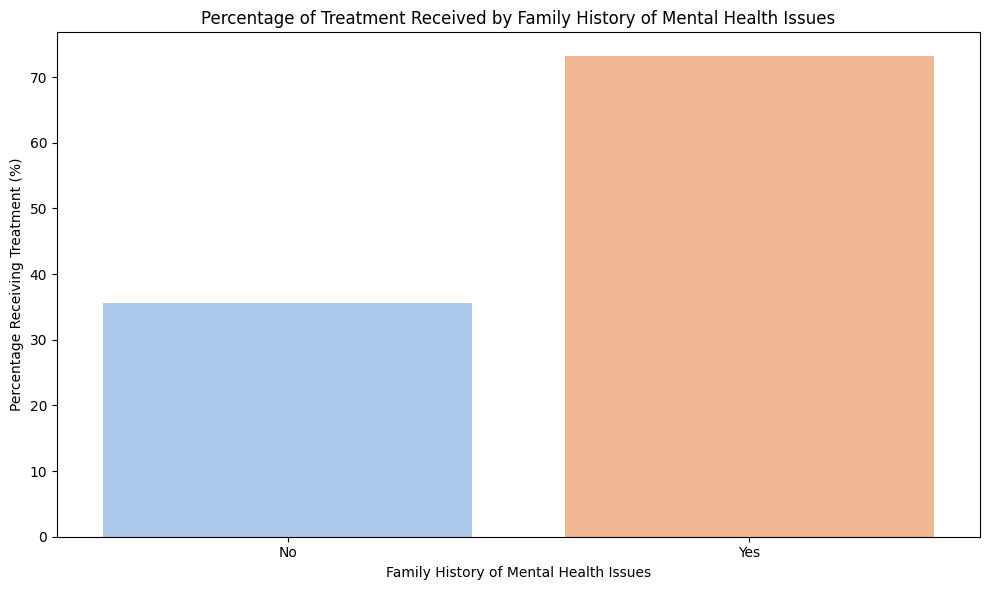 Percentage of Treatment Received by Family History of Mental Health Issues
Percentage Receiving Treatment (%)
70
60
50
40
30
20
10
0
No
Yes
Family History of Mental Health Issues